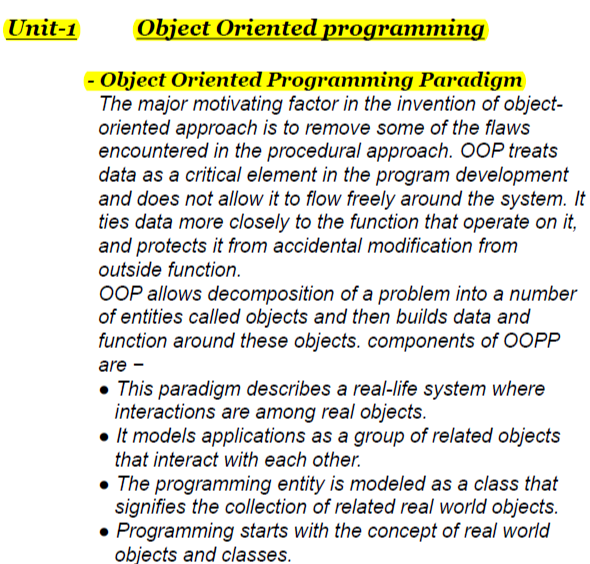 Unit-1 Object Oriented programming
- Object Oriented Programming Paradigm
The major motivating factor in the invention of object-
oriented approach is to remove some of the flaws
encountered in the procedural approach. OOP treats
data as a critical element in the program development
and does not allow it to flow freely around the system. It
ties data more closely to the function that operate on it,
and protects it from accidental modification from
outside function.
OOP allows decomposition of a problem into a number
of entities called objects and then builds data and
function around these objects. components of OOPP
are −
● This paradigm describes a real-life system where
interactions are among real objects.
● It models applications as a group of related objects
that interact with each other.
● The programming entity is modeled as a class that
signifies the collection of related real world objects.
● Programming starts with the concept of real world
objects and classes.